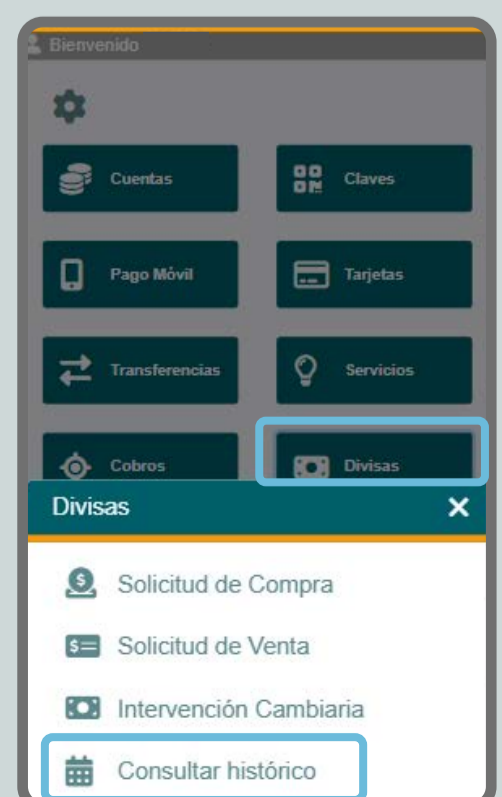 Bienvenido
Cuentas
Claves
Pago Móvil
Tarjetas
Transferencias
Servicios
Cobros
Divisas
Divisas
Solicitud de Compra
Solicitud de Venta
Intervención Cambiaria
Consultar histórico